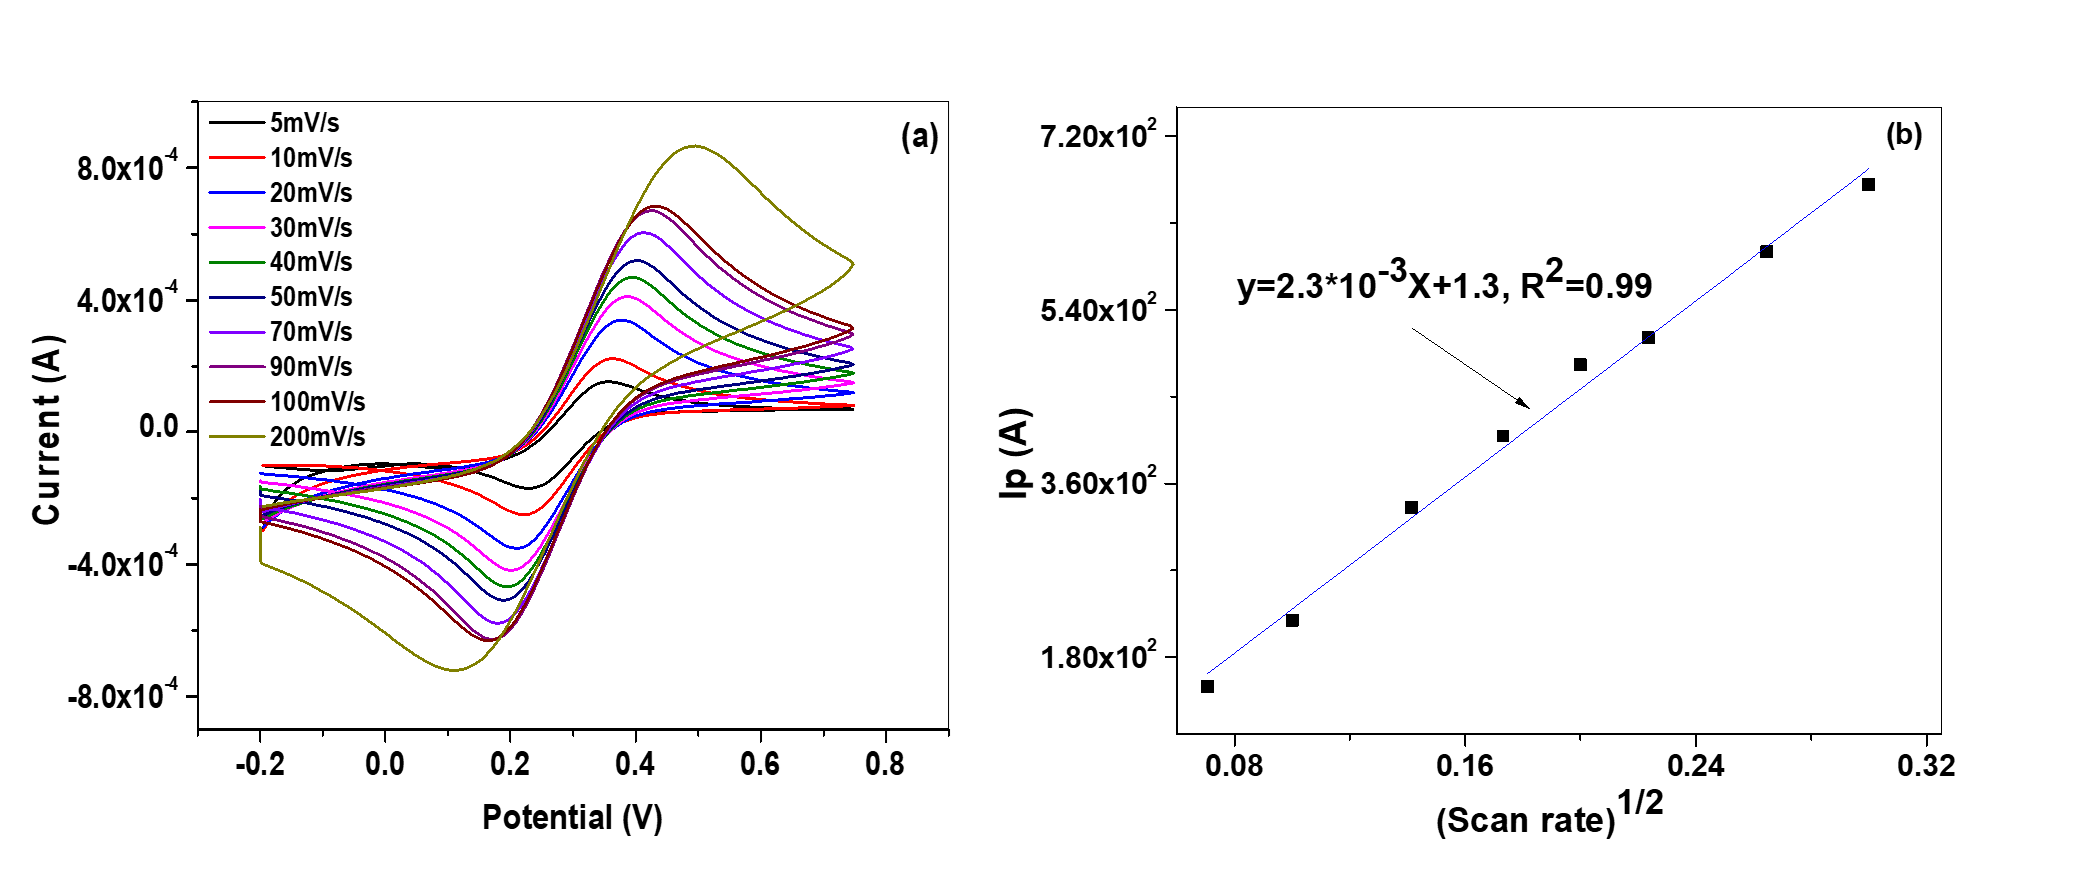 (a)
5mV/s
10mV/s
20mV/s
30mV/s
40mV/s
50mV/s
70mV/s
90mV/s
100mV/s
200mV/s
8.0x10⁻⁴
4.0x10⁻⁴
0.0
-4.0x10⁻⁴
-8.0x10⁻⁴
Current (A)
-0.2 0.0 0.2 0.4 0.6 0.8
Potential (V)
(b)
7.20x10²
5.40x10²
3.60x10²
1.80x10²
Ip (A)
y=2.3*10⁻³X+1.3, R²=0.99
0.08 0.16 0.24 0.32
(Scan rate)¹/²